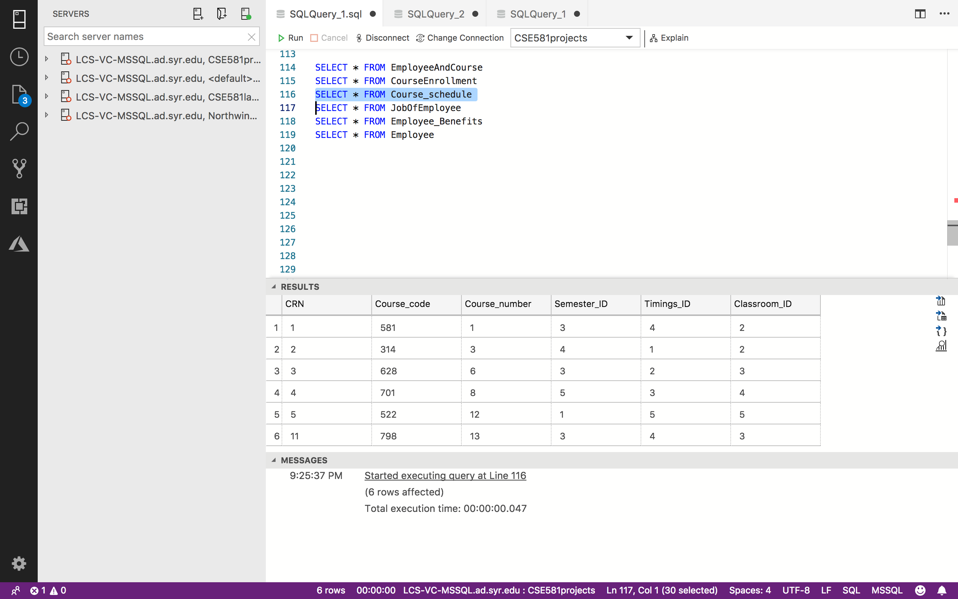 SERVERS
Search server names
LCS-VC-MSSQL.ad.syr.edu, CSE581pr...
LCS-VC-MSSQL.ad.syr.edu, <default>...
LCS-VC-MSSQL.ad.syr.edu, CSE581la...
LCS-VC-MSSQL.ad.syr.edu, Northwin...
3
SQLQuery_1.sql
SQLQuery_2
SQLQuery_1
Run Cancel Disconnect Change Connection CSE581projects Explain
113
114 SELECT * FROM EmployeeAndCourse
115 SELECT * FROM CourseEnrollment
116 SELECT * FROM Course_schedule
117 SELECT * FROM JobOfEmployee
118 SELECT * FROM Employee_Benefits
119 SELECT * FROM Employee
120
121
122
123
124
125
126
127
128
129
RESULTS
CRN Course_code Course_number Semester_ID Timings_ID Classroom_ID
1 1 581 1 3 4 2
2 2 314 3 4 1 2
3 3 628 6 3 2 3
4 4 701 8 5 3 4
5 5 522 12 1 5 5
6 11 798 13 3 4 3
MESSAGES
9:25:37 PM Started executing query at Line 116
(6 rows affected)
Total execution time: 00:00:00.047
1 0 6 rows 00:00:00 LCS-VC-MSSQL.ad.syr.edu : CSE581projects Ln 117, Col 1 (30 selected) Spaces: 4 UTF-8 LF SQL MSSQL